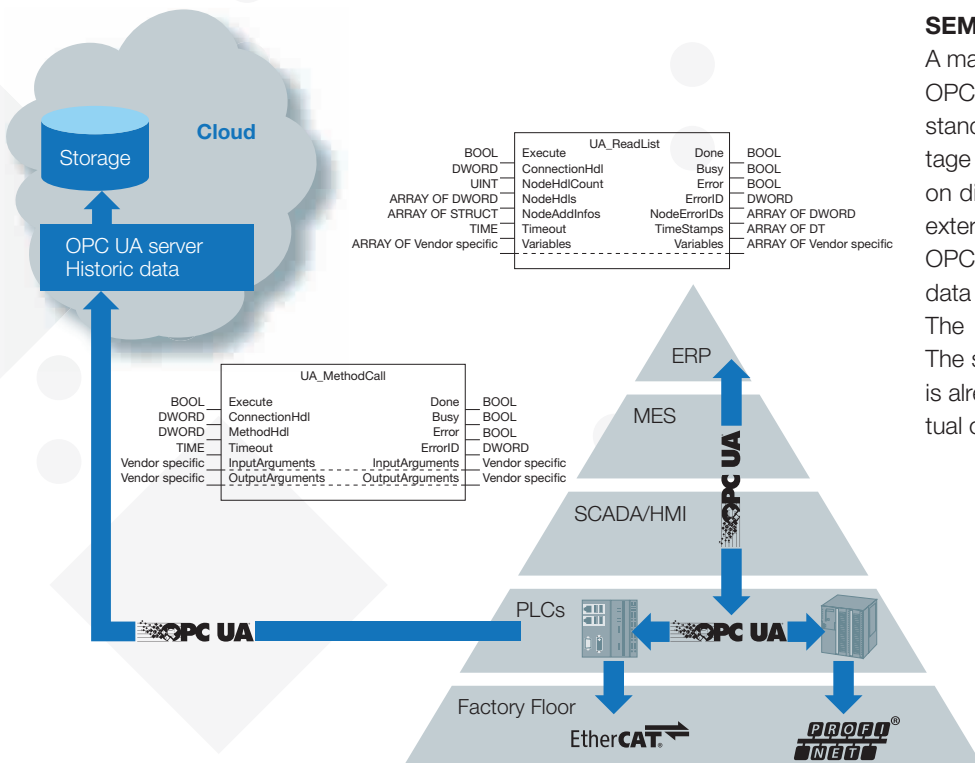 Cloud
Storage
OPC UA server
Historic data
UA_ReadList
BOOL Execute Done BOOL
DWORD ConnectionHdl Busy BOOL
UINT NodeHdlCount Error BOOL
ARRAY OF DWORD NodeHdls ErrorID DWORD
ARRAY OF STRUCT NodeAddInfos NodeErrorIDs ARRAY OF DWORD
TIME Timeout TimeStamps ARRAY OF DT
ARRAY OF Vendor specific Variables Variables ARRAY OF Vendor specific
UA_MethodCall
BOOL Execute Done BOOL
DWORD ConnectionHdl Busy BOOL
DWORD MethodHdl Error BOOL
TIME Timeout ErrorID DWORD
Vendor specific InputArguments InputArguments Vendor specific
Vendor specific OutputArguments OutputArguments Vendor specific
ERP
MES
OPC UA
SCADA/HMI
PLCs
OPC UA
OPC UA
Factory Floor
EtherCAT®
PROFI®
NET
SEM
A ma
OPC
stand
tage
on di
exter
OPC
data
The
The s
is alre
tual c